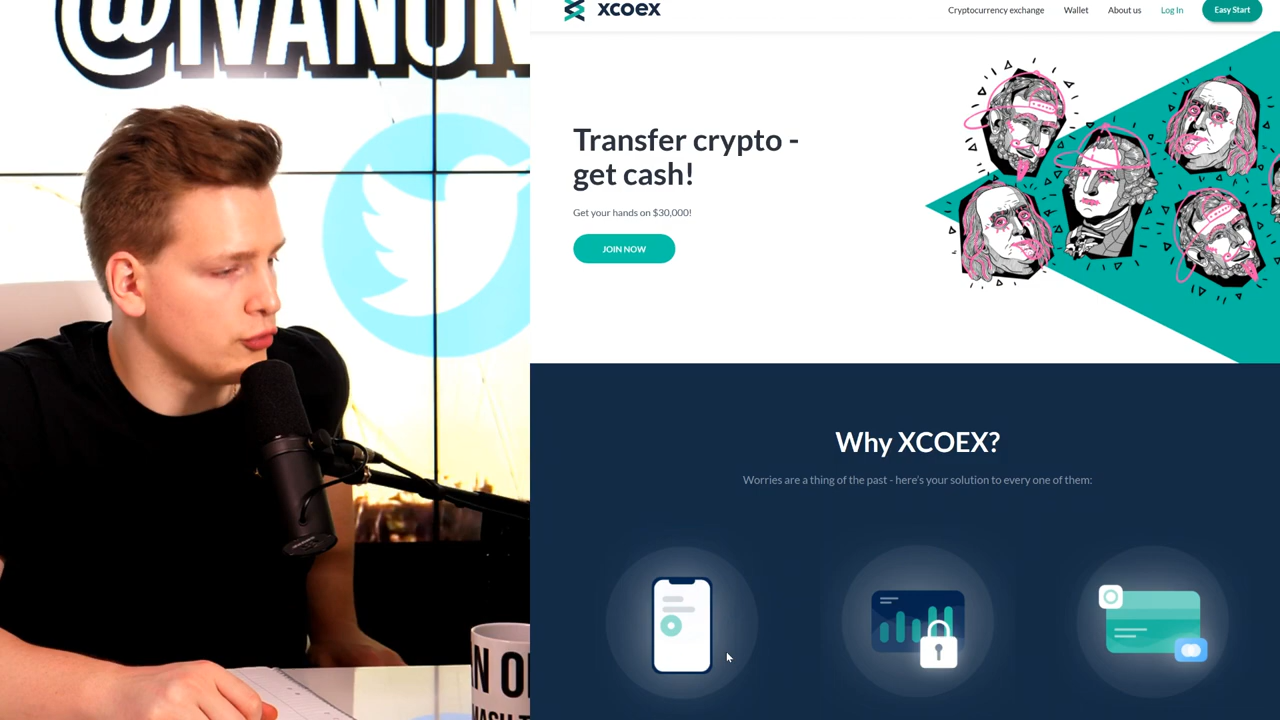 @IVANON
xcoex
Cryptocurrency exchange
Wallet
About us
Log In
Easy Start
Transfer crypto -
get cash!
Get your hands on $30,000!
JOIN NOW
Why XCOEX?
Worries are a thing of the past - here's your solution to every one of them: